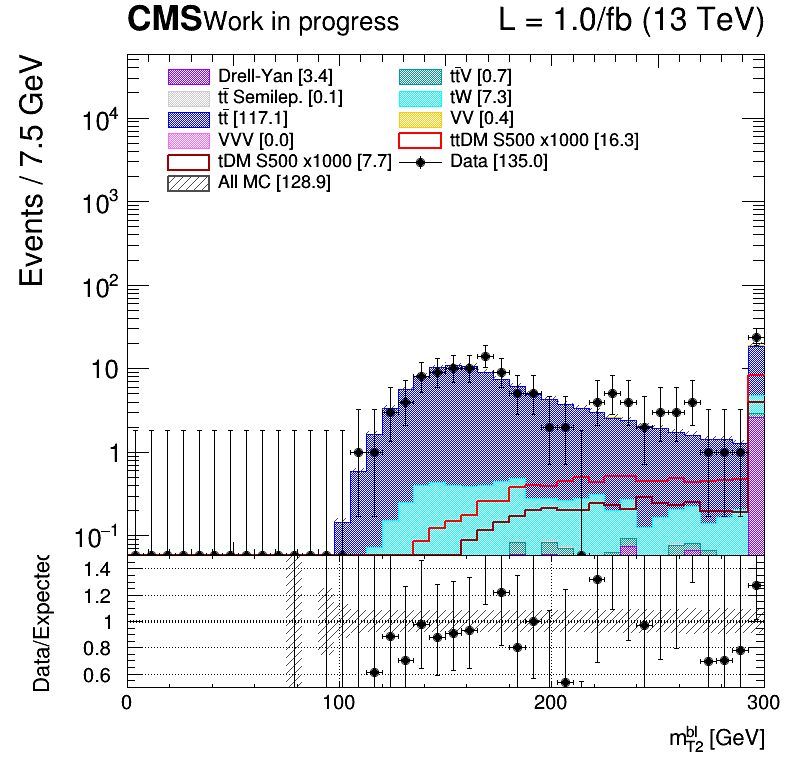 CMS Work in progress L = 1.0/fb (13 TeV)
Events / 7.5 GeV
Drell-Yan [3.4] tt̄V [0.7]
tt̄ Semilep. [0.1] tW [7.3]
tt̄ [117.1] VV [0.4]
VVV [0.0] ttDM S500 x1000 [16.3]
tDM S500 x1000 [7.7] Data [135.0]
All MC [128.9]
10⁴
10³
10²
10
1
10⁻¹
Data/Expected
1.4
1.2
1
0.8
0.6
0 100 200 300
m_{T2}^{bl} [GeV]